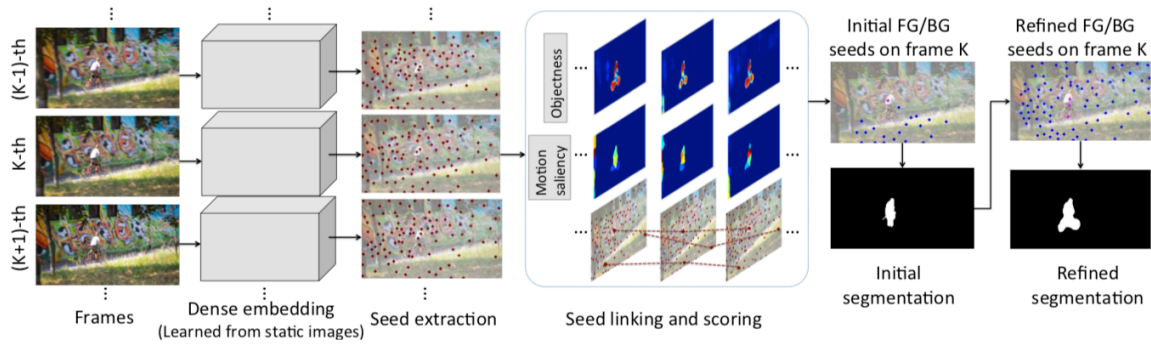 (K-1)-th
K-th
(K+1)-th
Frames
Dense embedding
(Learned from static images)
Seed extraction
Objectness
Motion
saliency
Seed linking and scoring
Initial FG/BG
seeds on frame K
Initial
segmentation
Refined FG/BG
seeds on frame K
Refined
segmentation